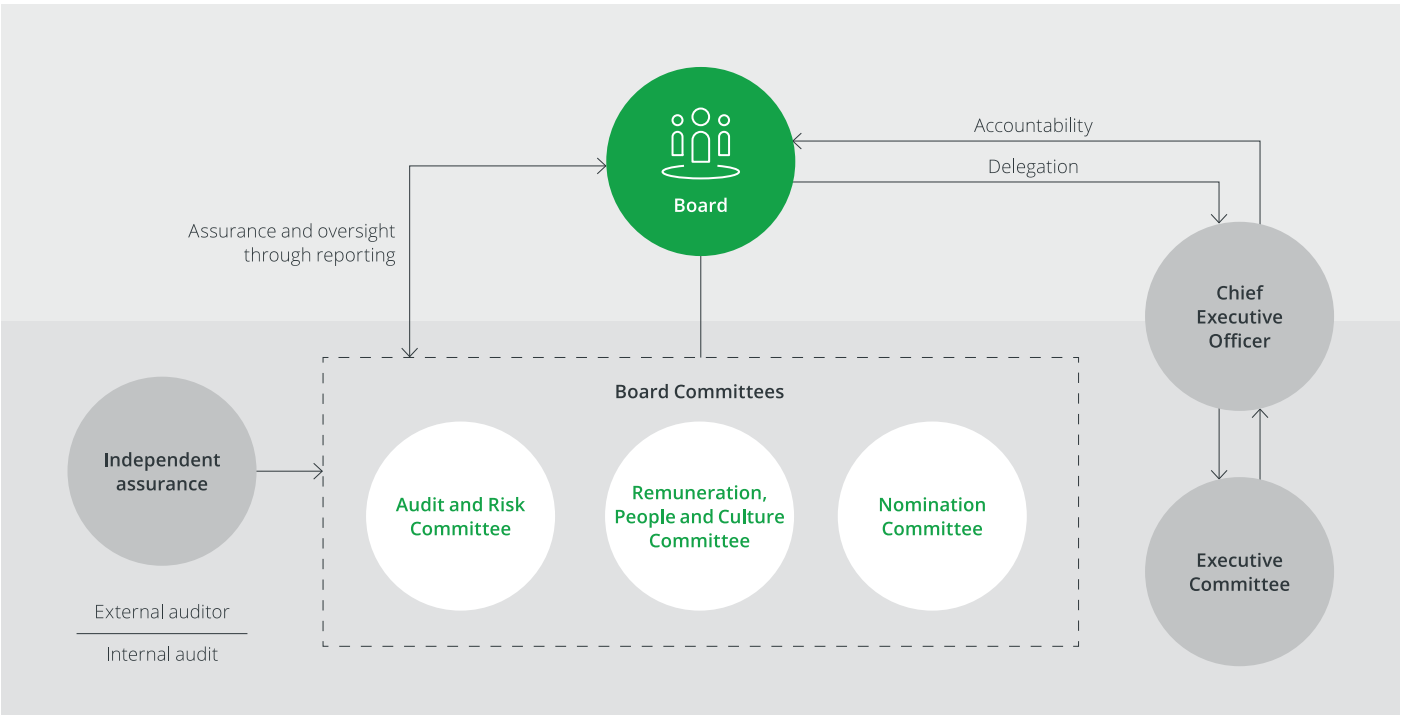 Board
Accountability
Delegation
Assurance and oversight
through reporting
Chief
Executive
Officer
Board Committees
Independent
assurance
Audit and Risk
Committee
Remuneration,
People and Culture
Committee
Nomination
Committee
Executive
Committee
External auditor
Internal audit